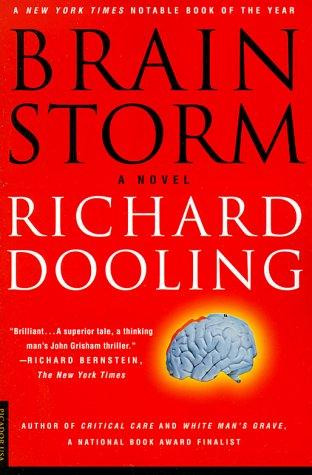 A NEW YORK TIMES NOTABLE BOOK OF THE YEAR
BRAIN
STORM
A NOVEL
RICHARD
DOOLING
"Brilliant...A superior tale, a thinking
man's John Grisham thriller."
—RICHARD BERNSTEIN,
The New York Times
AUTHOR OF CRITICAL CARE AND WHITE MAN'S GRAVE,
A NATIONAL BOOK AWARD FINALIST
PICADOR USA